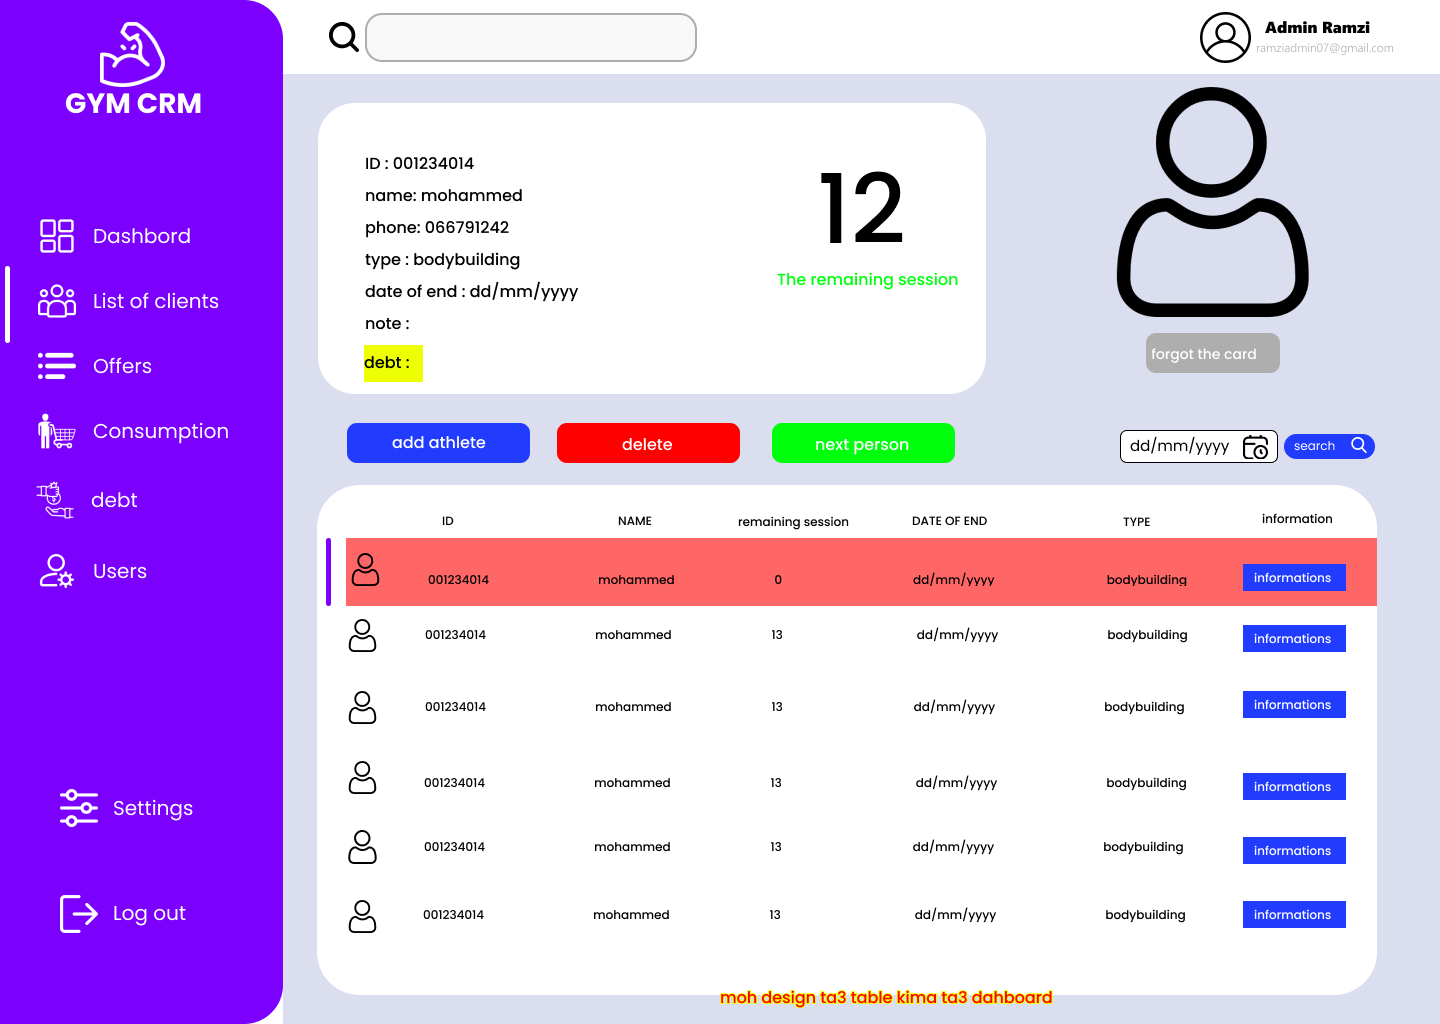 GYM CRM
Dashbord
List of clients
Offers
Consumption
debt
Users
Settings
Log out
Admin Ramzi
ramziadmin07@gmail.com
ID : 001234014
name: mohammed
phone: 066791242
type : bodybuilding
date of end : dd/mm/yyyy
note :
debt :
12
The remaining session
forgot the card
add athlete
delete
next person
dd/mm/yyyy
search
ID NAME remaining session DATE OF END TYPE information
001234014 mohammed 0 dd/mm/yyyy bodybuilding informations
001234014 mohammed 13 dd/mm/yyyy bodybuilding informations
001234014 mohammed 13 dd/mm/yyyy bodybuilding informations
001234014 mohammed 13 dd/mm/yyyy bodybuilding informations
001234014 mohammed 13 dd/mm/yyyy bodybuilding informations
001234014 mohammed 13 dd/mm/yyyy bodybuilding informations
moh design ta3 table kima ta3 dahboard